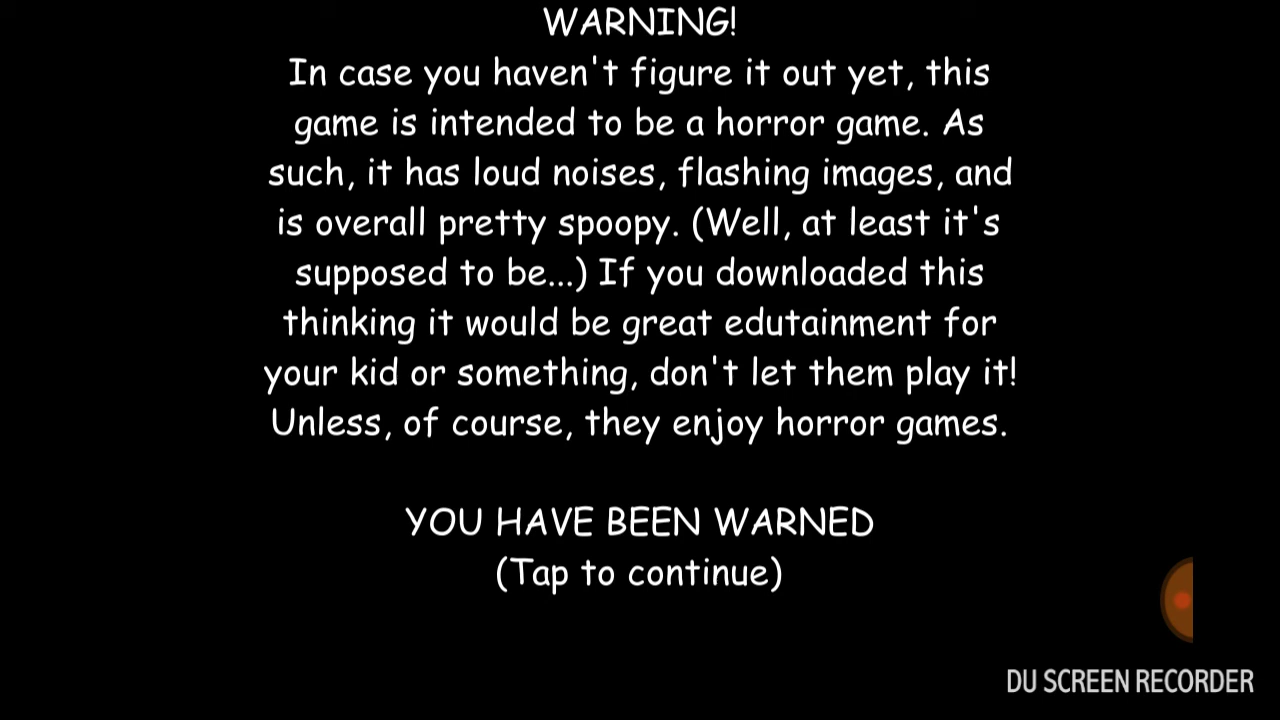 WARNING!
In case you haven't figure it out yet, this
game is intended to be a horror game. As
such, it has loud noises, flashing images, and
is overall pretty spoopy. (Well, at least it's
supposed to be...) If you downloaded this
thinking it would be great edutainment for
your kid or something, don't let them play it!
Unless, of course, they enjoy horror games.
YOU HAVE BEEN WARNED
(Tap to continue)
DU SCREEN RECORDER